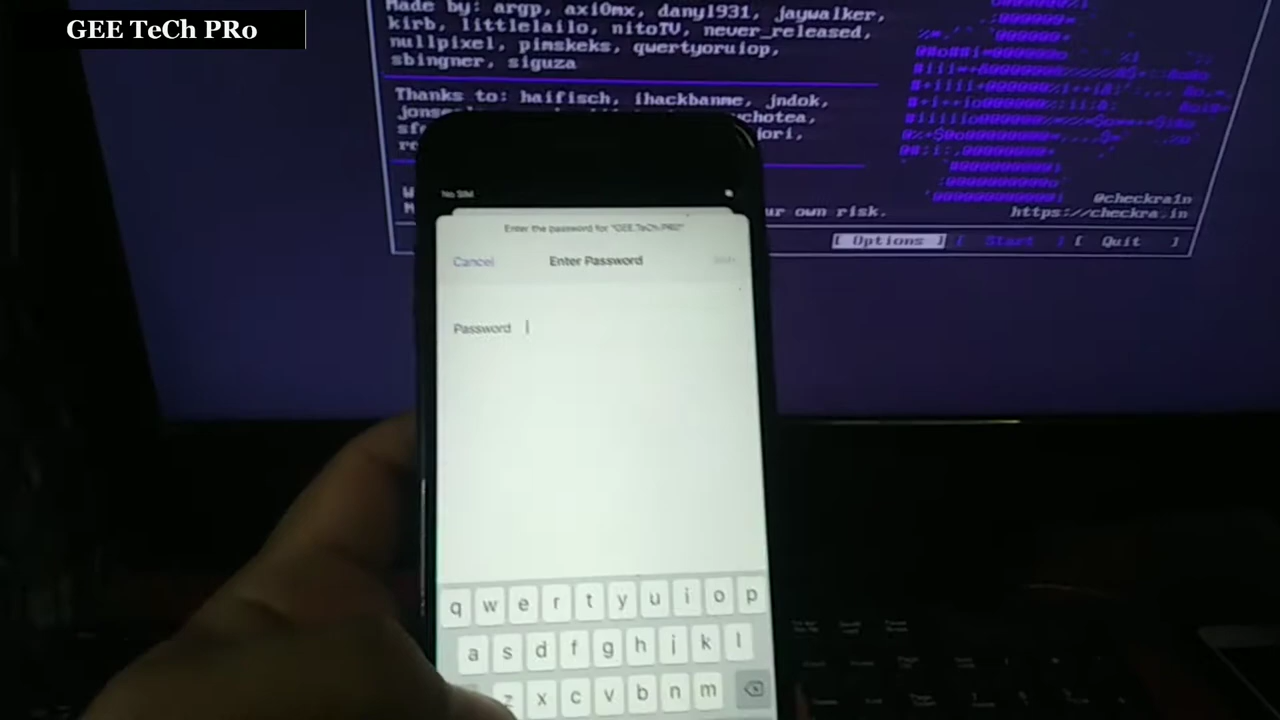 GEE TeCh PRo
Made by: argp, axi0mx, danyl931, jaywalker,
kirb, littlelailo, nitoTV, never_released,
nullpixel, pimskeks, qwertyoruiop,
sbingner, siguza
Thanks to: haifisch, ihackbanme, jndok,
ur own risk.
@checkra1n
https://checkra.in
[ Options ] [ Start ] [ Quit ]
No SIM
Enter the password for "GEE.TeCh.PRO"
Cancel Enter Password
Password
q w e r t y u i o p
a s d f g h j k l
z x c v b n m